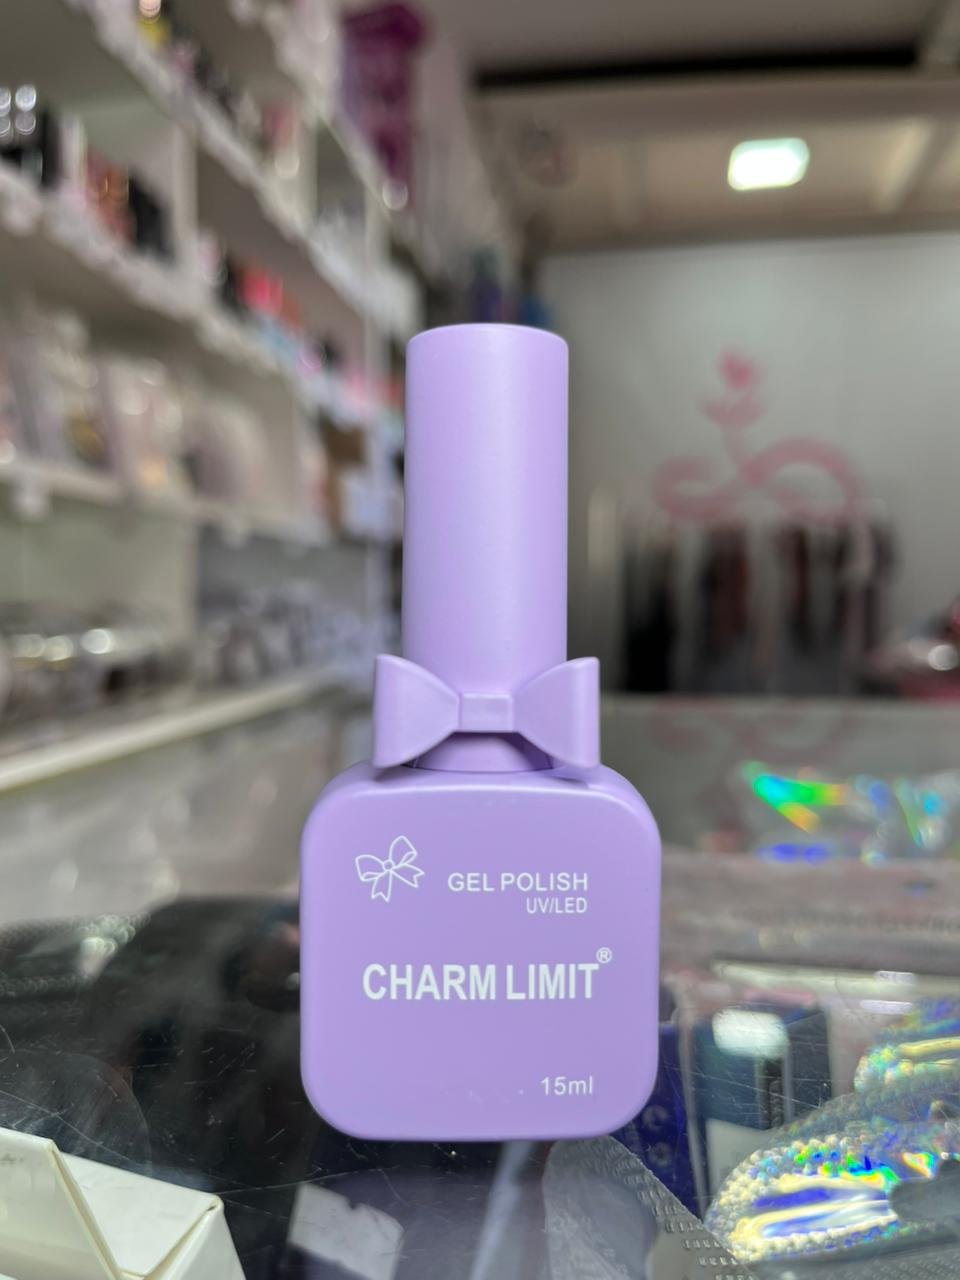 GEL POLISH
UV/LED
CHARM LIMIT®
15ml